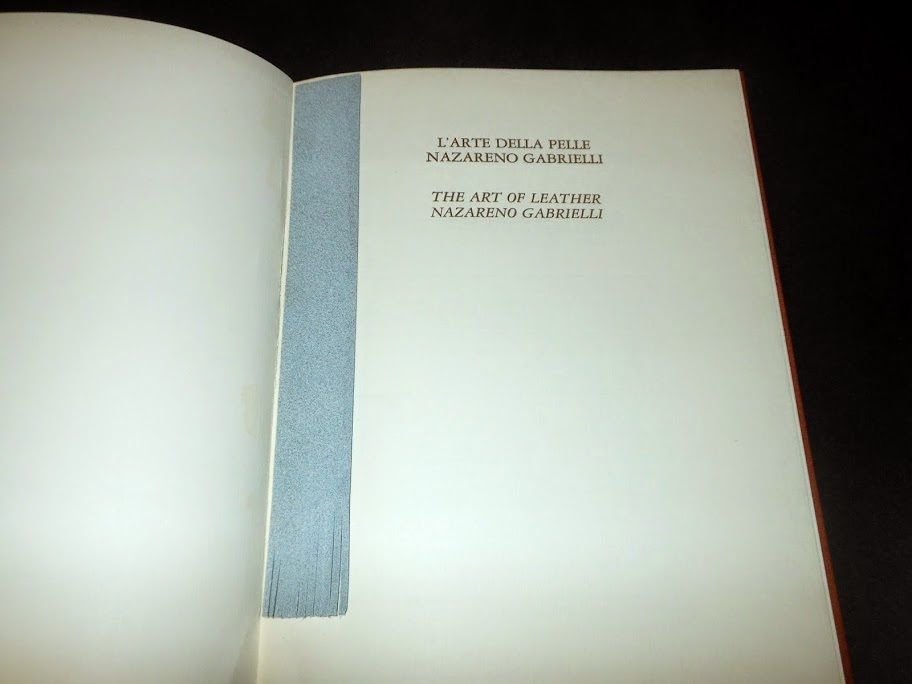 L'ARTE DELLA PELLE
NAZARENO GABRIELLI
THE ART OF LEATHER
NAZARENO GABRIELLI